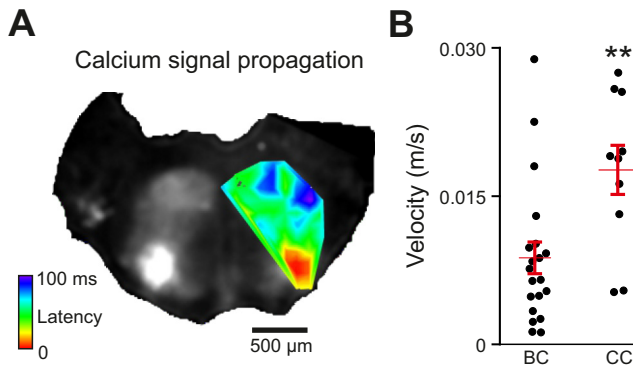 A
Calcium signal propagation
100 ms
Latency
0
500 µm
B
Velocity (m/s)
0.030
0.015
0
**
BC
CC